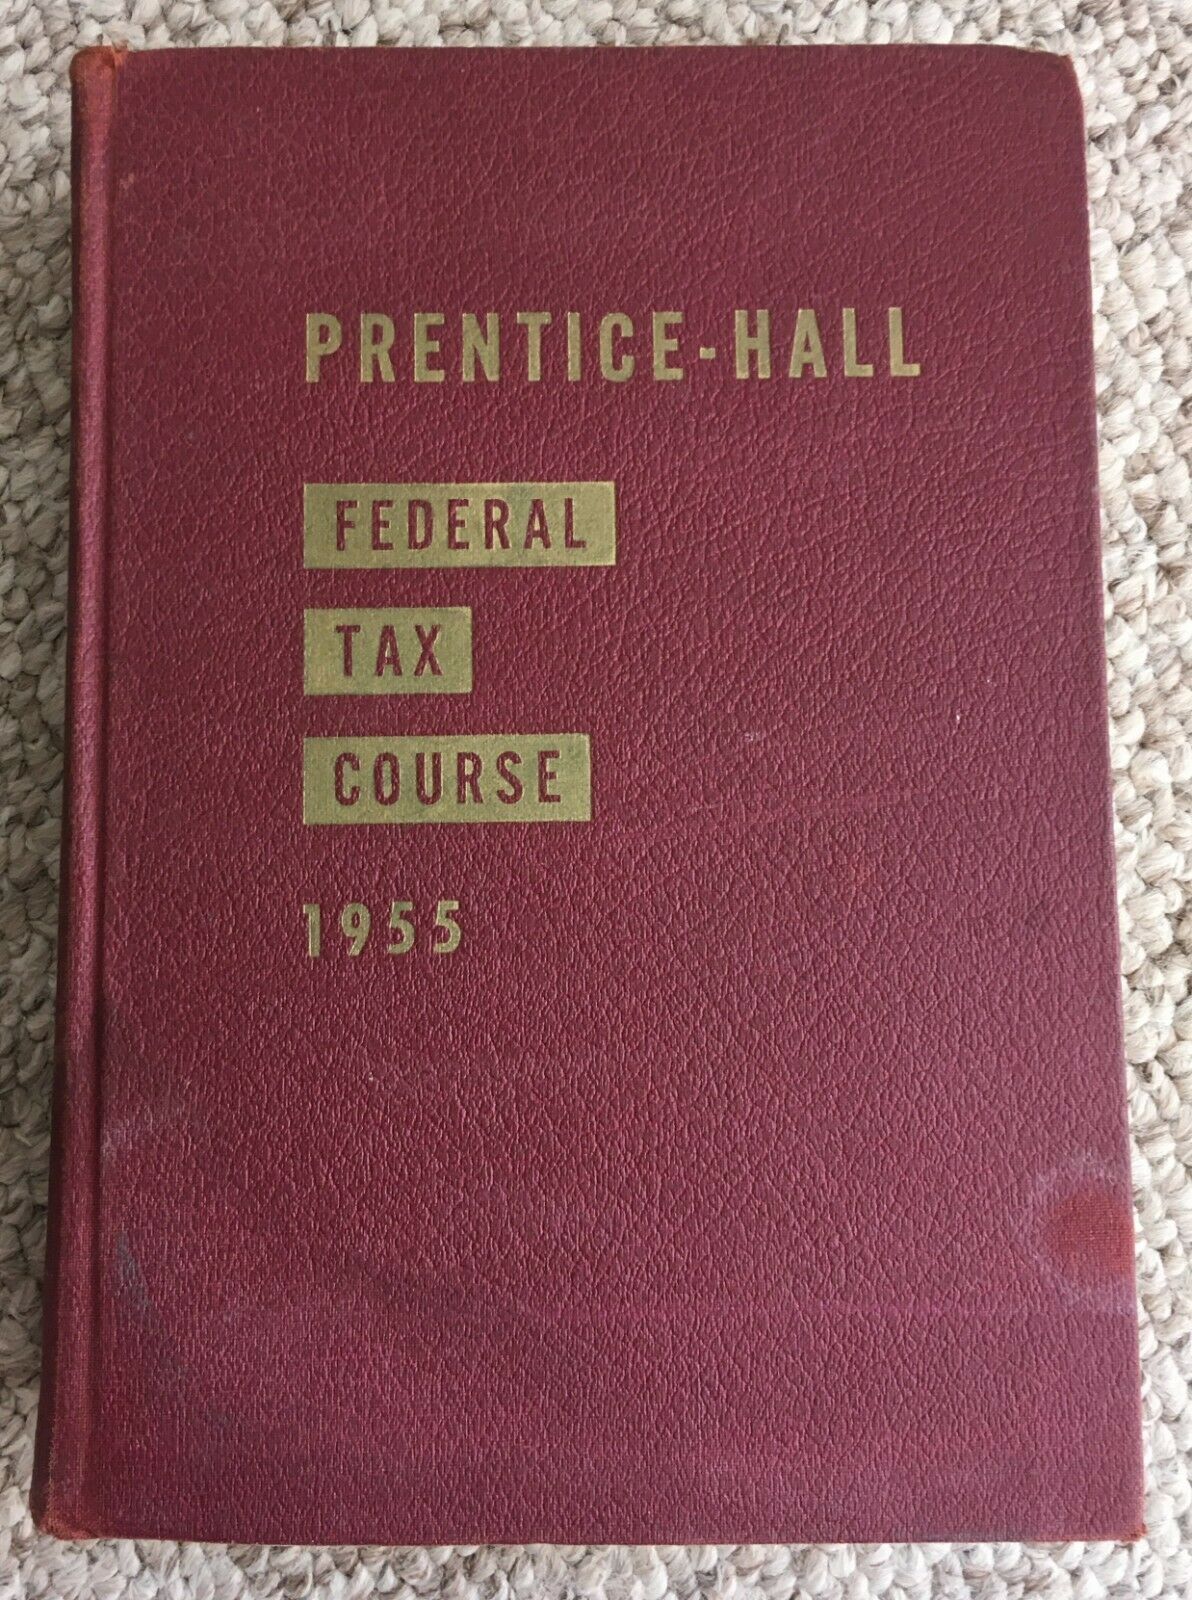 PRENTICE-HALL
FEDERAL
TAX
COURSE
1955